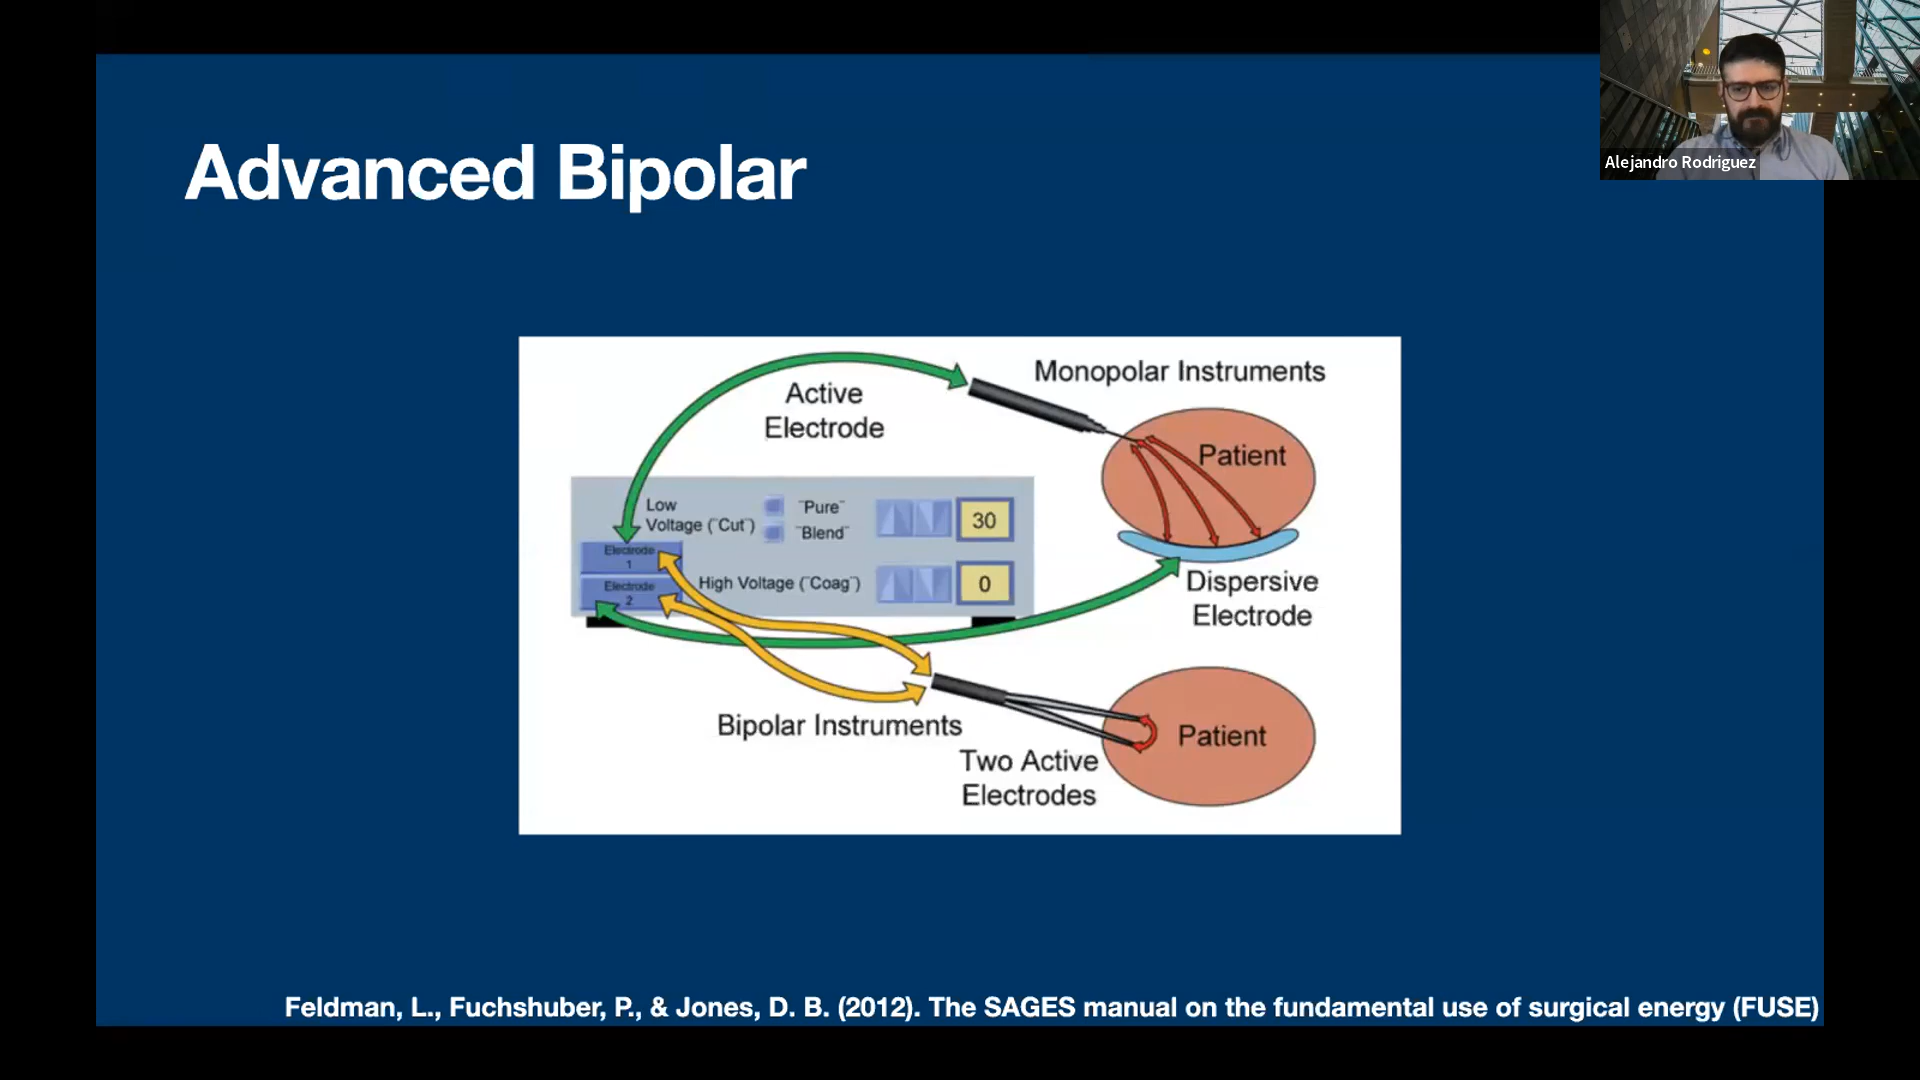 Alejandro Rodriguez
Advanced Bipolar
Monopolar Instruments
Active
Electrode
Patient
Low
Voltage (¨Cut¨)
¨Pure¨
¨Blend¨
30
Electrode
1
Electrode
2
High Voltage (¨Coag¨)
0
Dispersive
Electrode
Bipolar Instruments
Two Active
Electrodes
Patient
Feldman, L., Fuchshuber, P., & Jones, D. B. (2012). The SAGES manual on the fundamental use of surgical energy (FUSE)